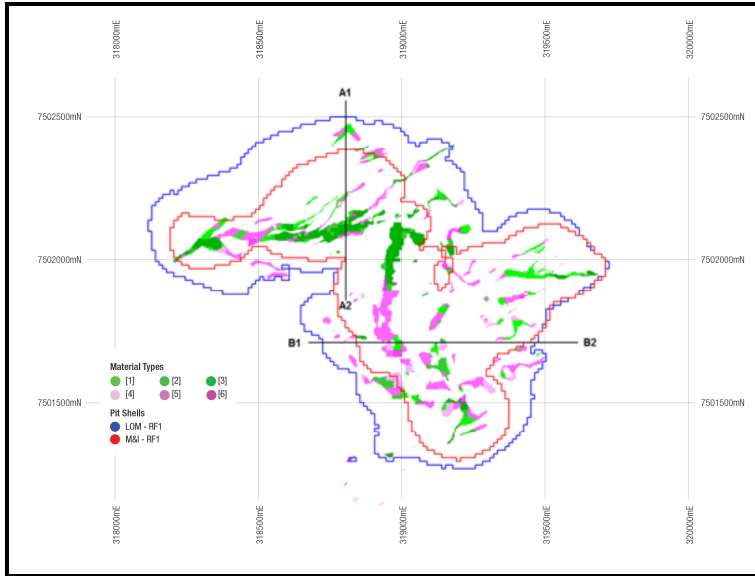 318000mE 318500mE 319000mE 319500mE 320000mE
A1
7502500mN 7502500mN
7502000mN 7502000mN
A2
B1 B2
Material Types
[1] [2] [3]
[4] [5] [6]
Pit Shells
LOM - RF1
M&I - RF1
7501500mN 7501500mN
318000mE 318500mE 319000mE 319500mE 320000mE